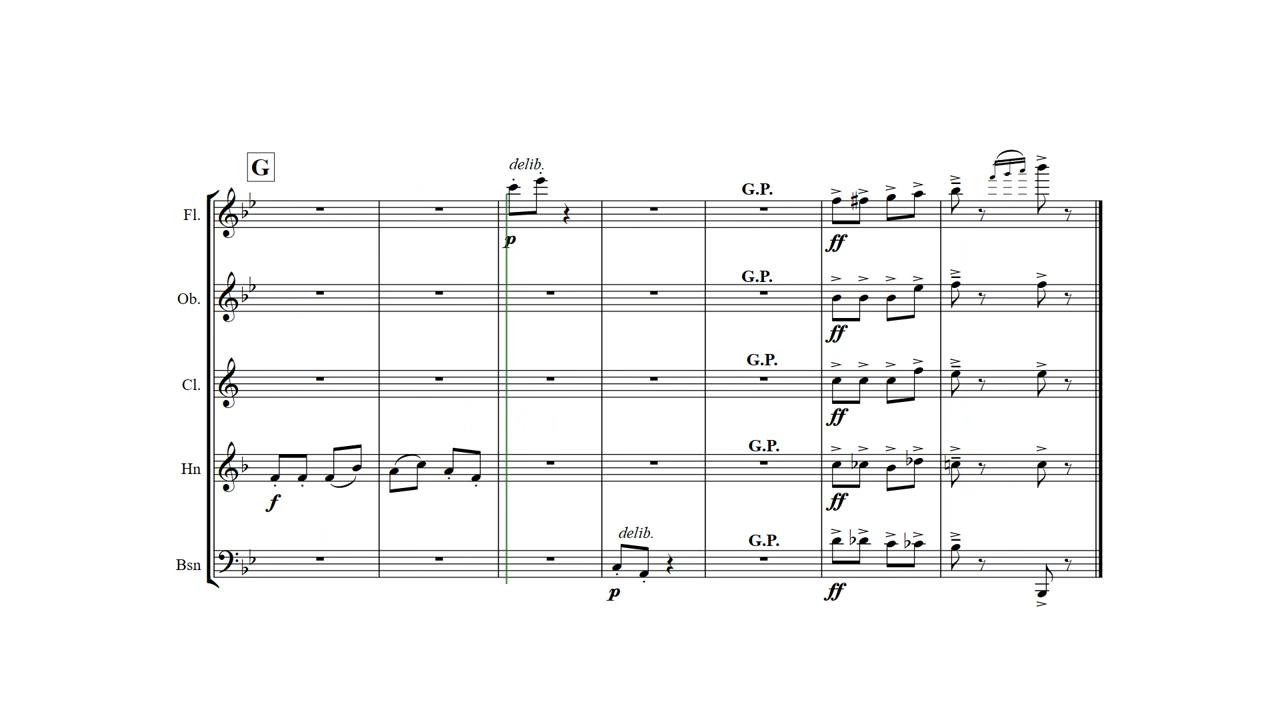 G
delib.
Fl.
G.P.
p
ff
Ob.
G.P.
ff
Cl.
G.P.
ff
Hn
G.P.
f
ff
delib.
Bsn
G.P.
p
ff